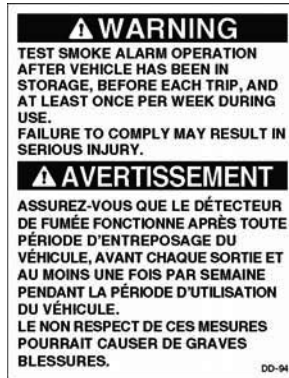 WARNING
TEST SMOKE ALARM OPERATION
AFTER VEHICLE HAS BEEN IN
STORAGE, BEFORE EACH TRIP, AND
AT LEAST ONCE PER WEEK DURING
USE.
FAILURE TO COMPLY MAY RESULT IN
SERIOUS INJURY.
AVERTISSEMENT
ASSUREZ-VOUS QUE LE DÉTECTEUR
DE FUMÉE FONCTIONNE APRÈS TOUTE
PÉRIODE D'ENTREPOSAGE DU
VÉHICULE, AVANT CHAQUE SORTIE ET
AU MOINS UNE FOIS PAR SEMAINE
PENDANT LA PÉRIODE D'UTILISATION
DU VÉHICULE.
LE NON RESPECT DE CES MESURES
POURRAIT CAUSER DE GRAVES
BLESSURES.
DD-94